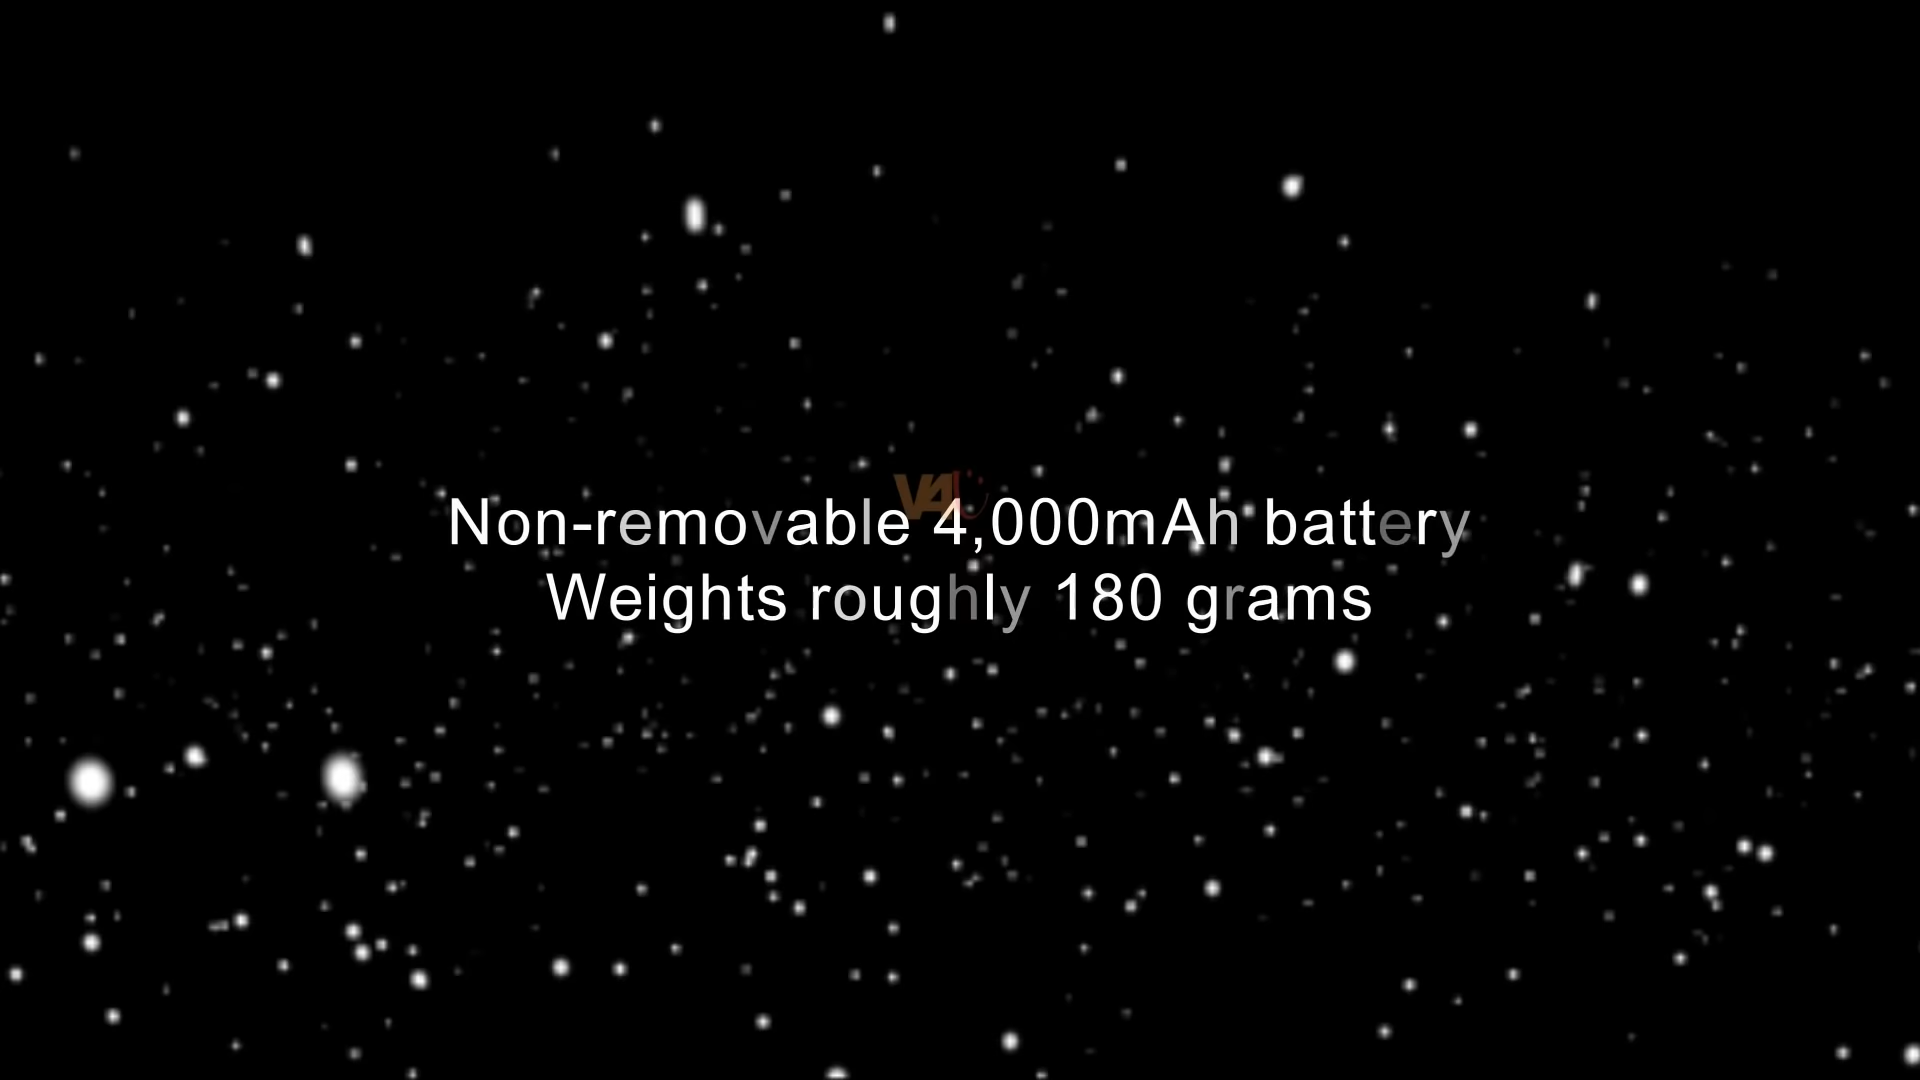 Non-removable 4,000mAh battery
Weights roughly 180 grams